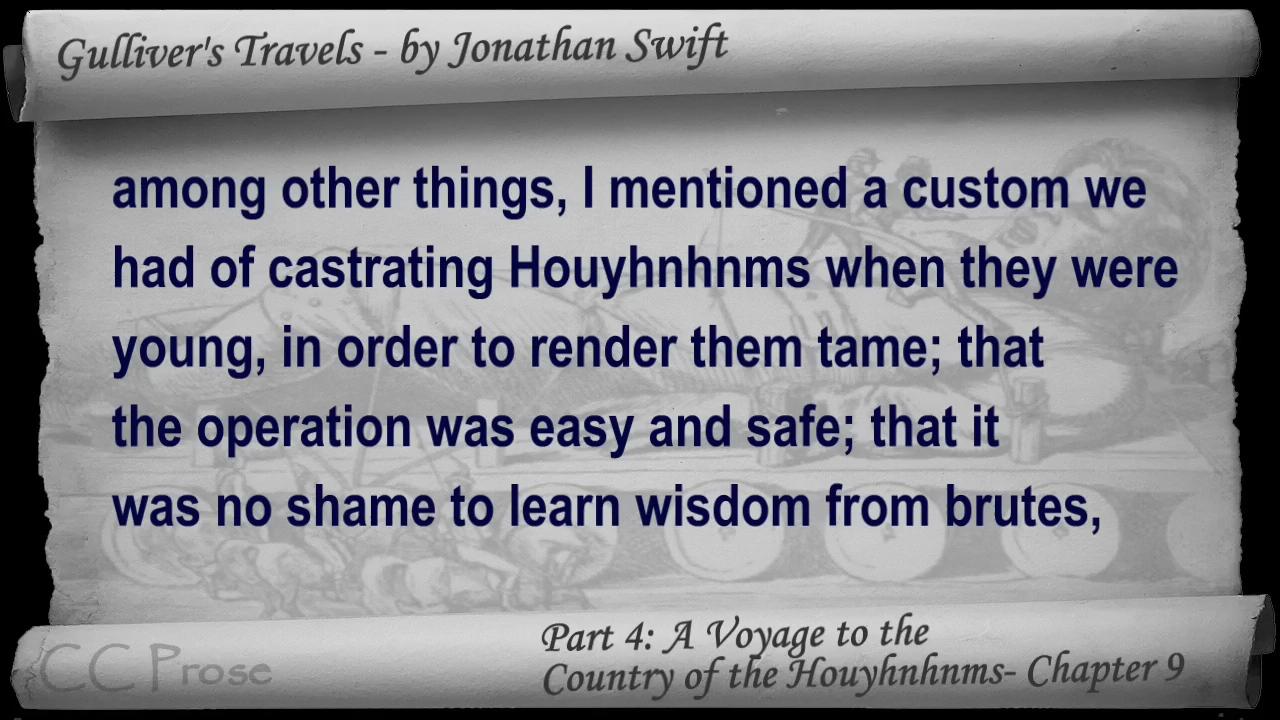 Gulliver's Travels - by Jonathan Swift
among other things, I mentioned a custom we
had of castrating Houyhnhnms when they were
young, in order to render them tame; that
the operation was easy and safe; that it
was no shame to learn wisdom from brutes,
Part 4: A Voyage to the
Country of the Houyhnhnms- Chapter 9
CC Prose